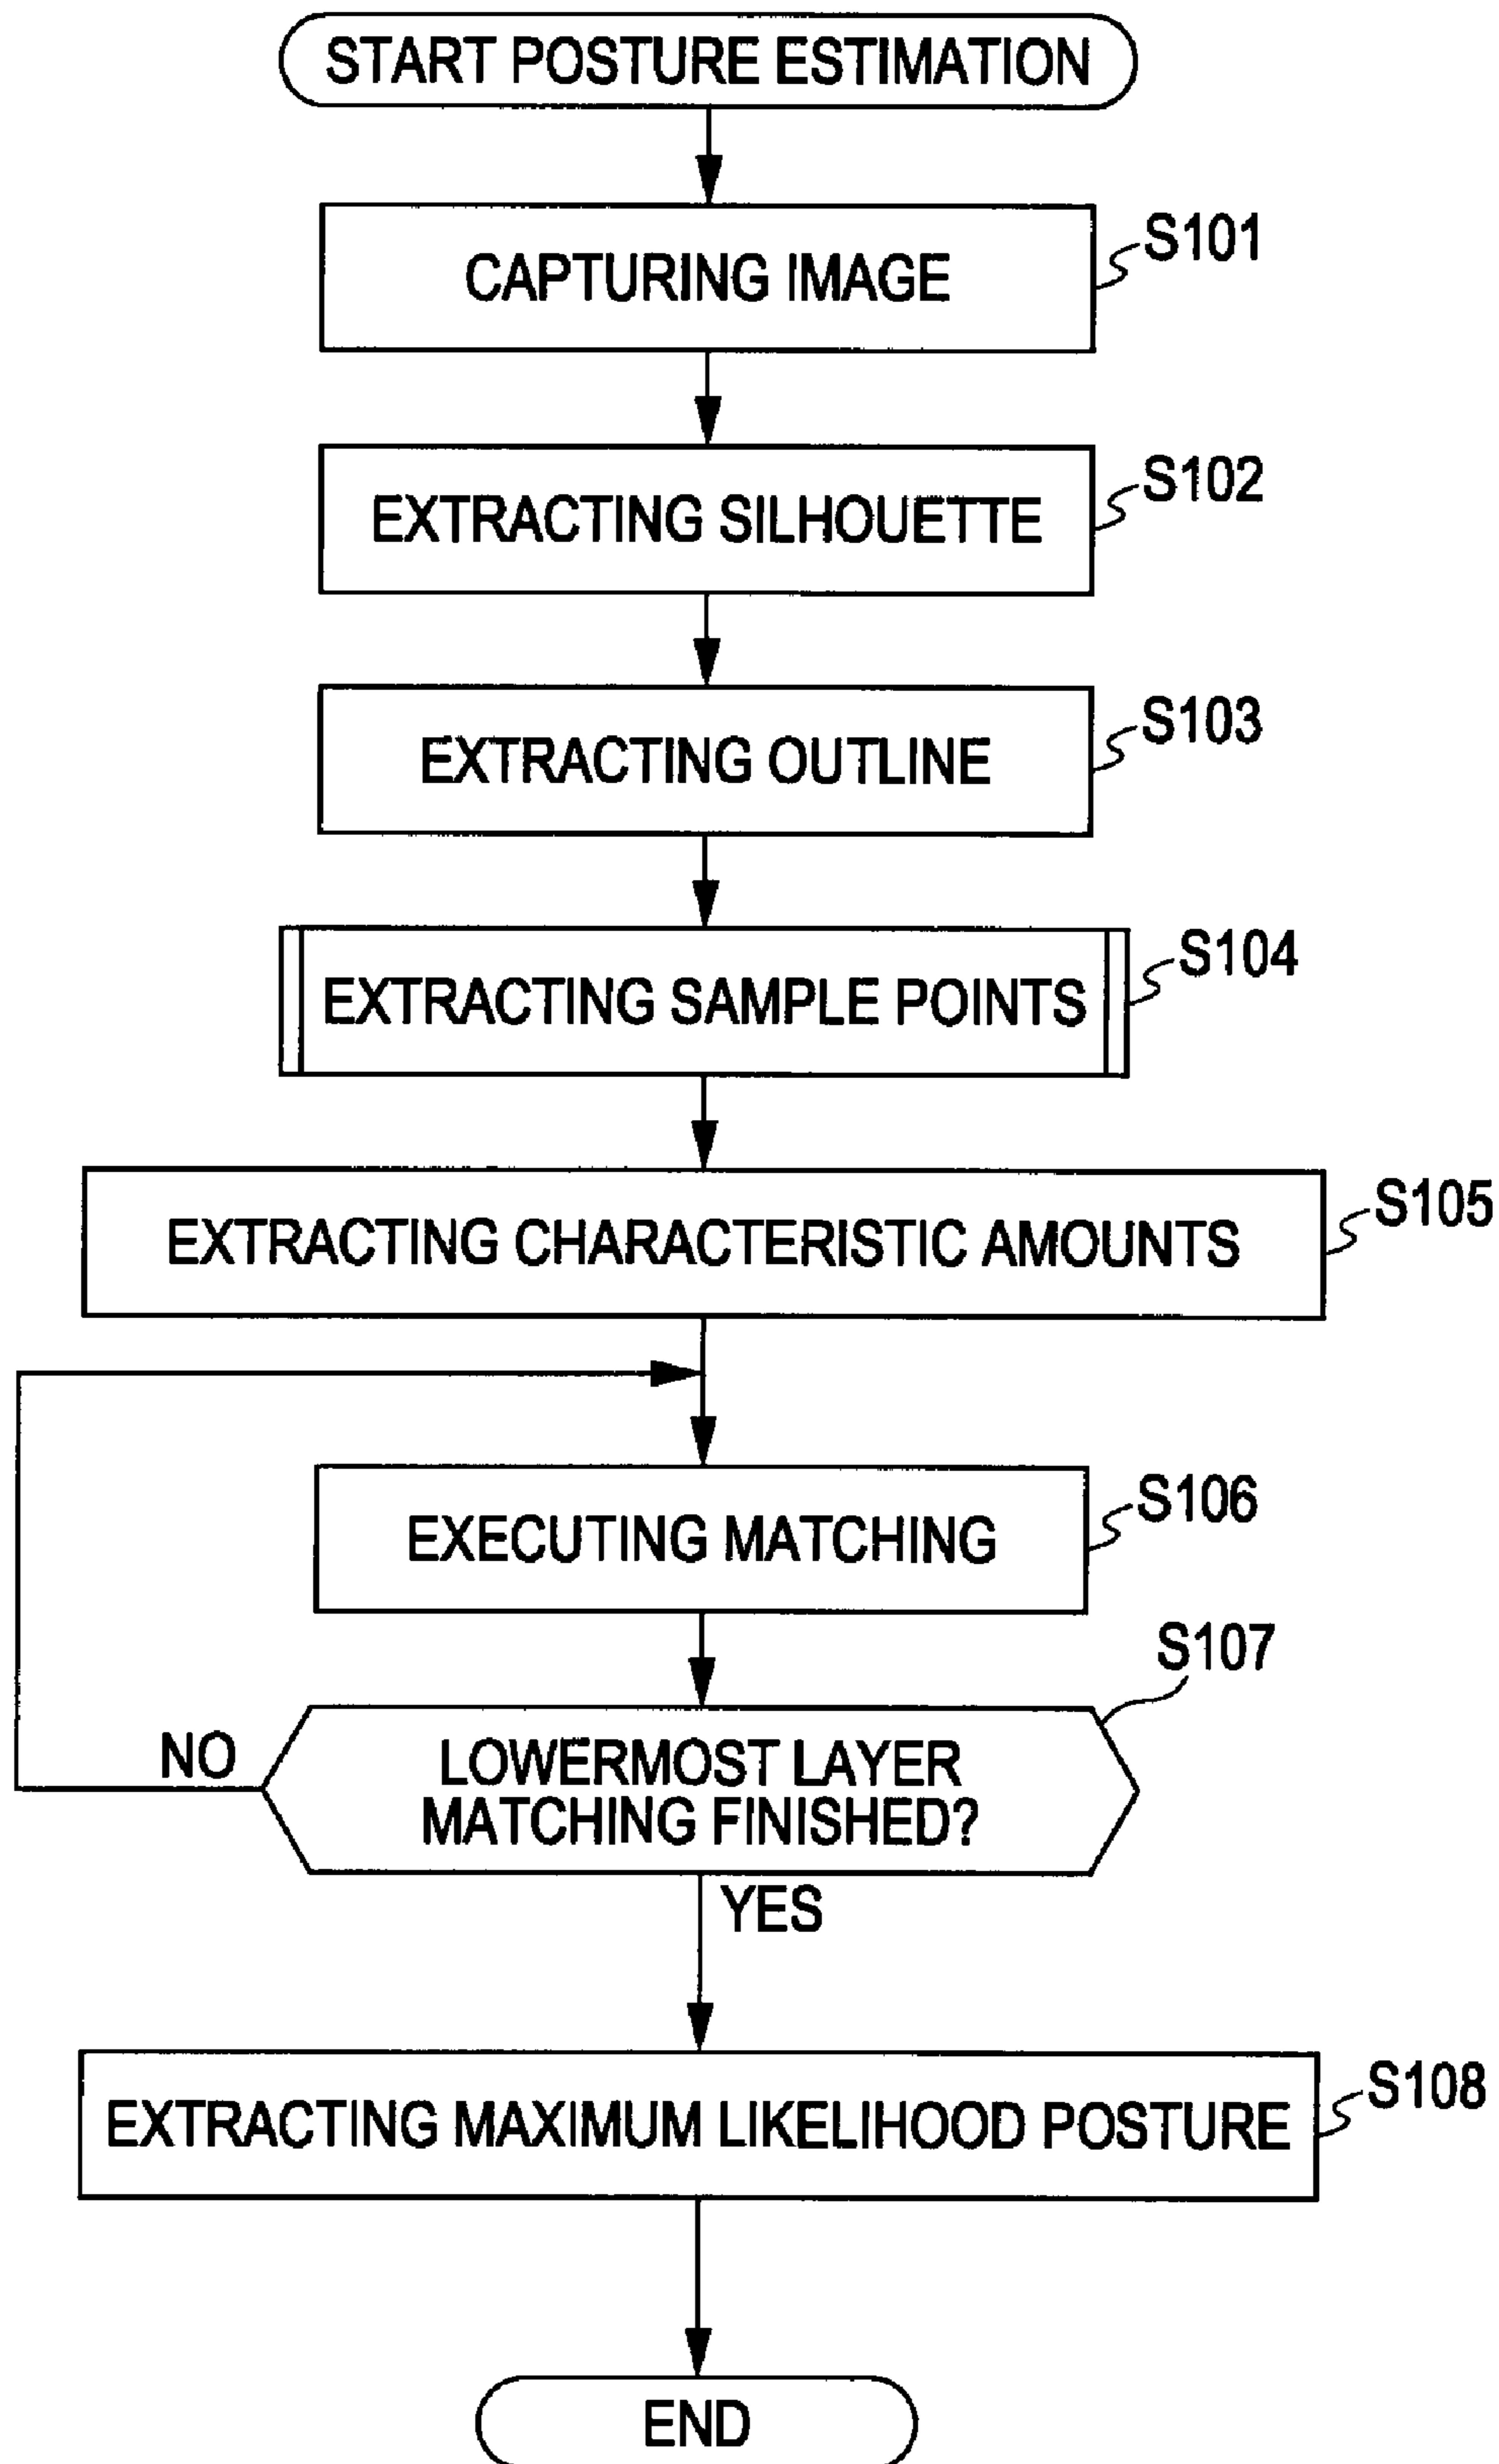 START POSTURE ESTIMATION
CAPTURING IMAGE
S101
EXTRACTING SILHOUETTE
S102
EXTRACTING OUTLINE
S103
EXTRACTING SAMPLE POINTS
S104
EXTRACTING CHARACTERISTIC AMOUNTS
S105
EXECUTING MATCHING
S106
S107
LOWERMOST LAYER
MATCHING FINISHED?
NO
YES
EXTRACTING MAXIMUM LIKELIHOOD POSTURE
S108
END